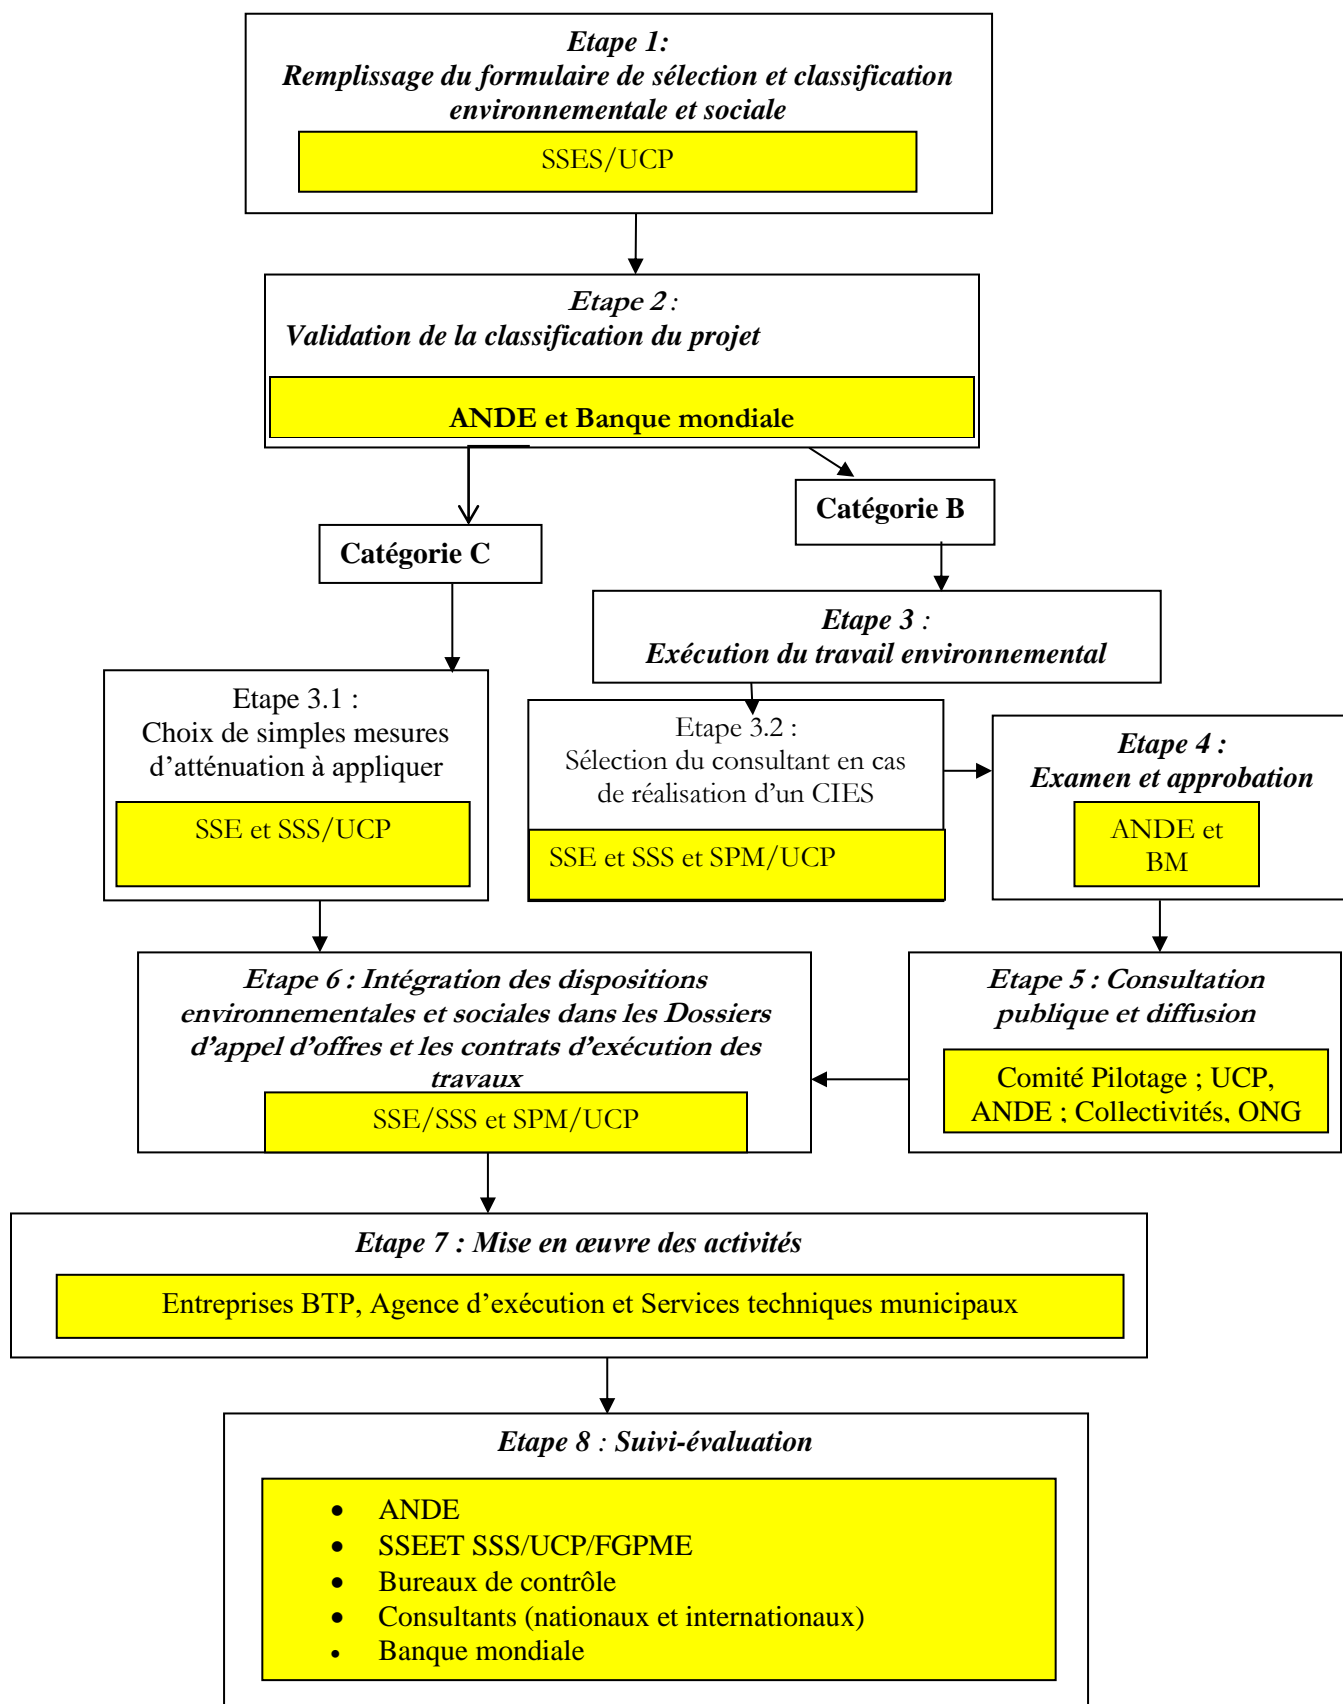 Etape 1:
Remplissage du formulaire de sélection et classification
environnementale et sociale
SSES/UCP
Etape 2 :
Validation de la classification du projet
ANDE et Banque mondiale
Catégorie B
Catégorie C
Etape 3 :
Exécution du travail environnemental
Etape 3.1 :
Choix de simples mesures
d’atténuation à appliquer
SSE et SSS/UCP
Etape 3.2 :
Sélection du consultant en cas
de réalisation d’un CIES
SSE et SSS et SPM/UCP
Etape 4 :
Examen et approbation
ANDE et
BM
Etape 6 : Intégration des dispositions
environnementales et sociales dans les Dossiers
d’appel d’offres et les contrats d’exécution des
travaux
SSE/SSS et SPM/UCP
Etape 5 : Consultation
publique et diffusion
Comité Pilotage ; UCP,
ANDE ; Collectivités, ONG
Etape 7 : Mise en œuvre des activités
Entreprises BTP, Agence d’exécution et Services techniques municipaux
Etape 8 : Suivi-évaluation
• ANDE
• SSEET SSS/UCP/FGPME
• Bureaux de contrôle
• Consultants (nationaux et internationaux)
• Banque mondiale